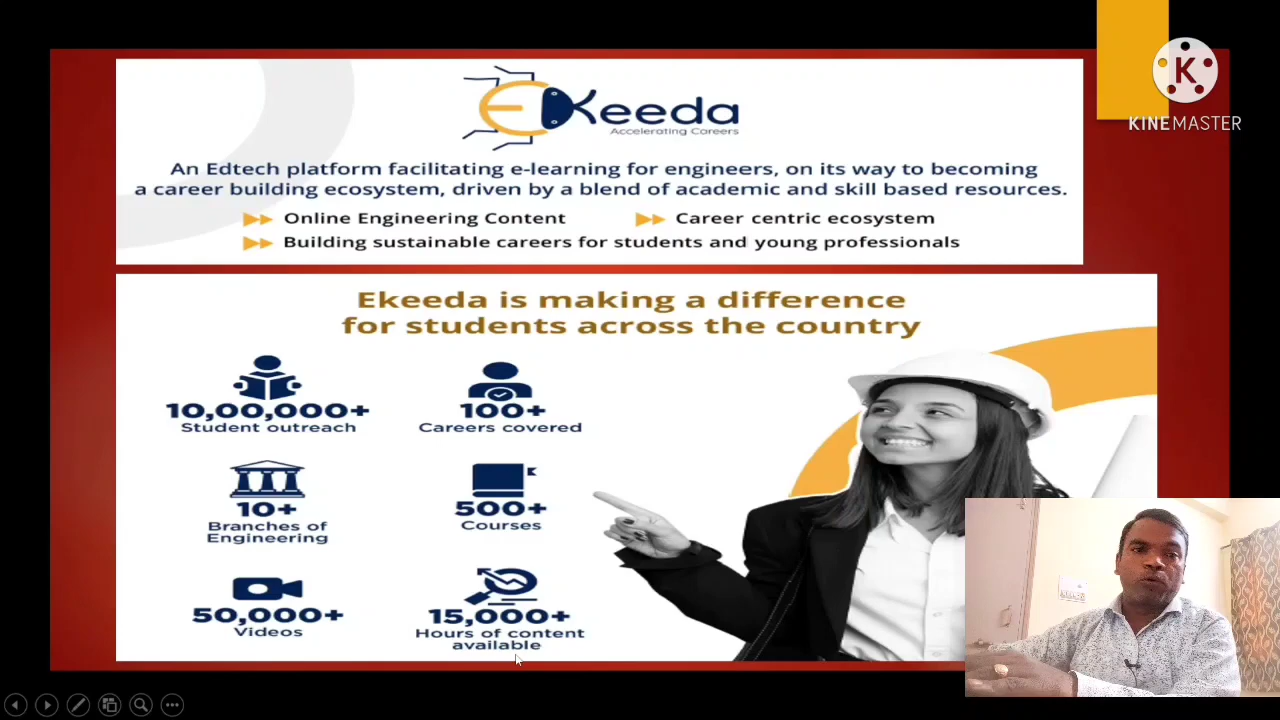 EKeeda
Accelerating Careers
An Edtech platform facilitating e-learning for engineers, on its way to becoming
a career building ecosystem, driven by a blend of academic and skill based resources.
Online Engineering Content
Career centric ecosystem
Building sustainable careers for students and young professionals
K
KINEMASTER
Ekeeda is making a difference
for students across the country
10,00,000+
Student outreach
100+
Careers covered
10+
Branches of
Engineering
500+
Courses
50,000+
Videos
15,000+
Hours of content
available